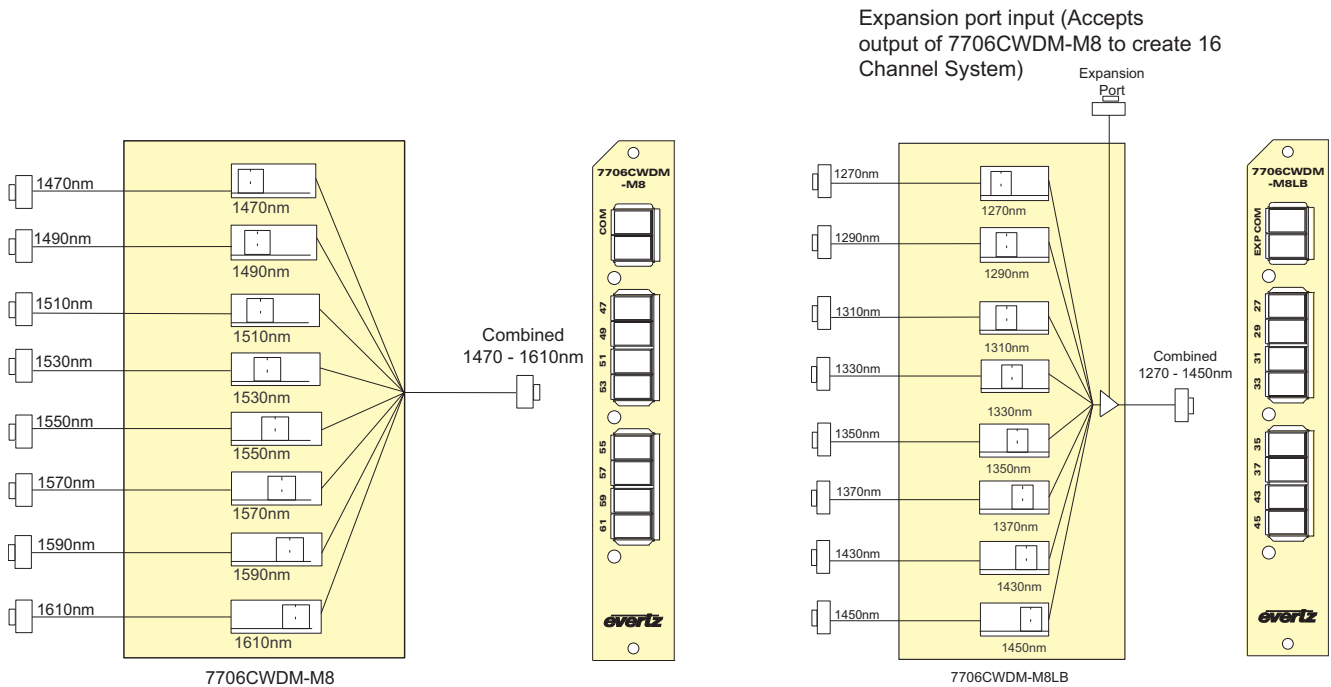 Expansion port input (Accepts
output of 7706CWDM-M8 to create 16
Channel System)
Expansion
Port
1470nm
1470nm
1490nm
1490nm
1510nm
1510nm
1530nm
1530nm
1550nm
1550nm
1570nm
1570nm
1590nm
1590nm
1610nm
1610nm
Combined
1470 - 1610nm
7706CWDM-M8
7706CWDM
-M8
COM
47
49
51
53
55
57
59
61
evertz
1270nm
1270nm
1290nm
1290nm
1310nm
1310nm
1330nm
1330nm
1350nm
1350nm
1370nm
1370nm
1430nm
1430nm
1450nm
1450nm
Combined
1270 - 1450nm
7706CWDM-M8LB
7706CWDM
-M8LB
EXP COM
27
29
31
33
35
37
43
45
evertz